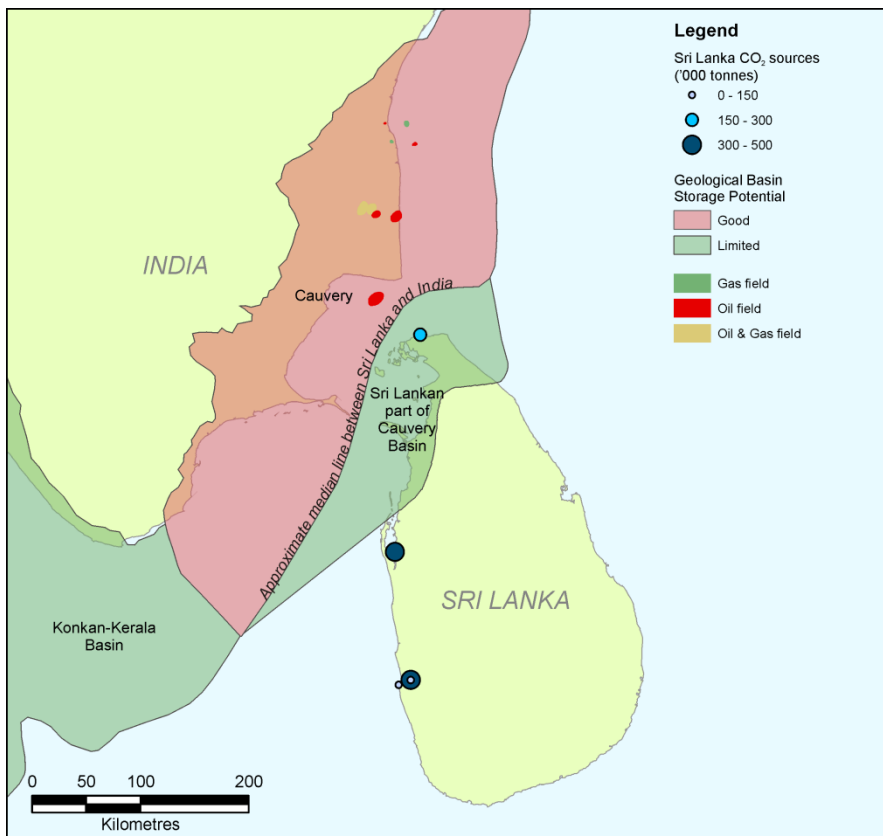 Legend
Sri Lanka CO₂ sources
('000 tonnes)
0 - 150
150 - 300
300 - 500
Geological Basin
Storage Potential
Good
Limited
Gas field
Oil field
Oil & Gas field
INDIA
Cauvery
Approximate median line between Sri Lanka and India
Sri Lankan
part of
Cauvery
Basin
SRI LANKA
Konkan-Kerala
Basin
0 50 100 200
Kilometres